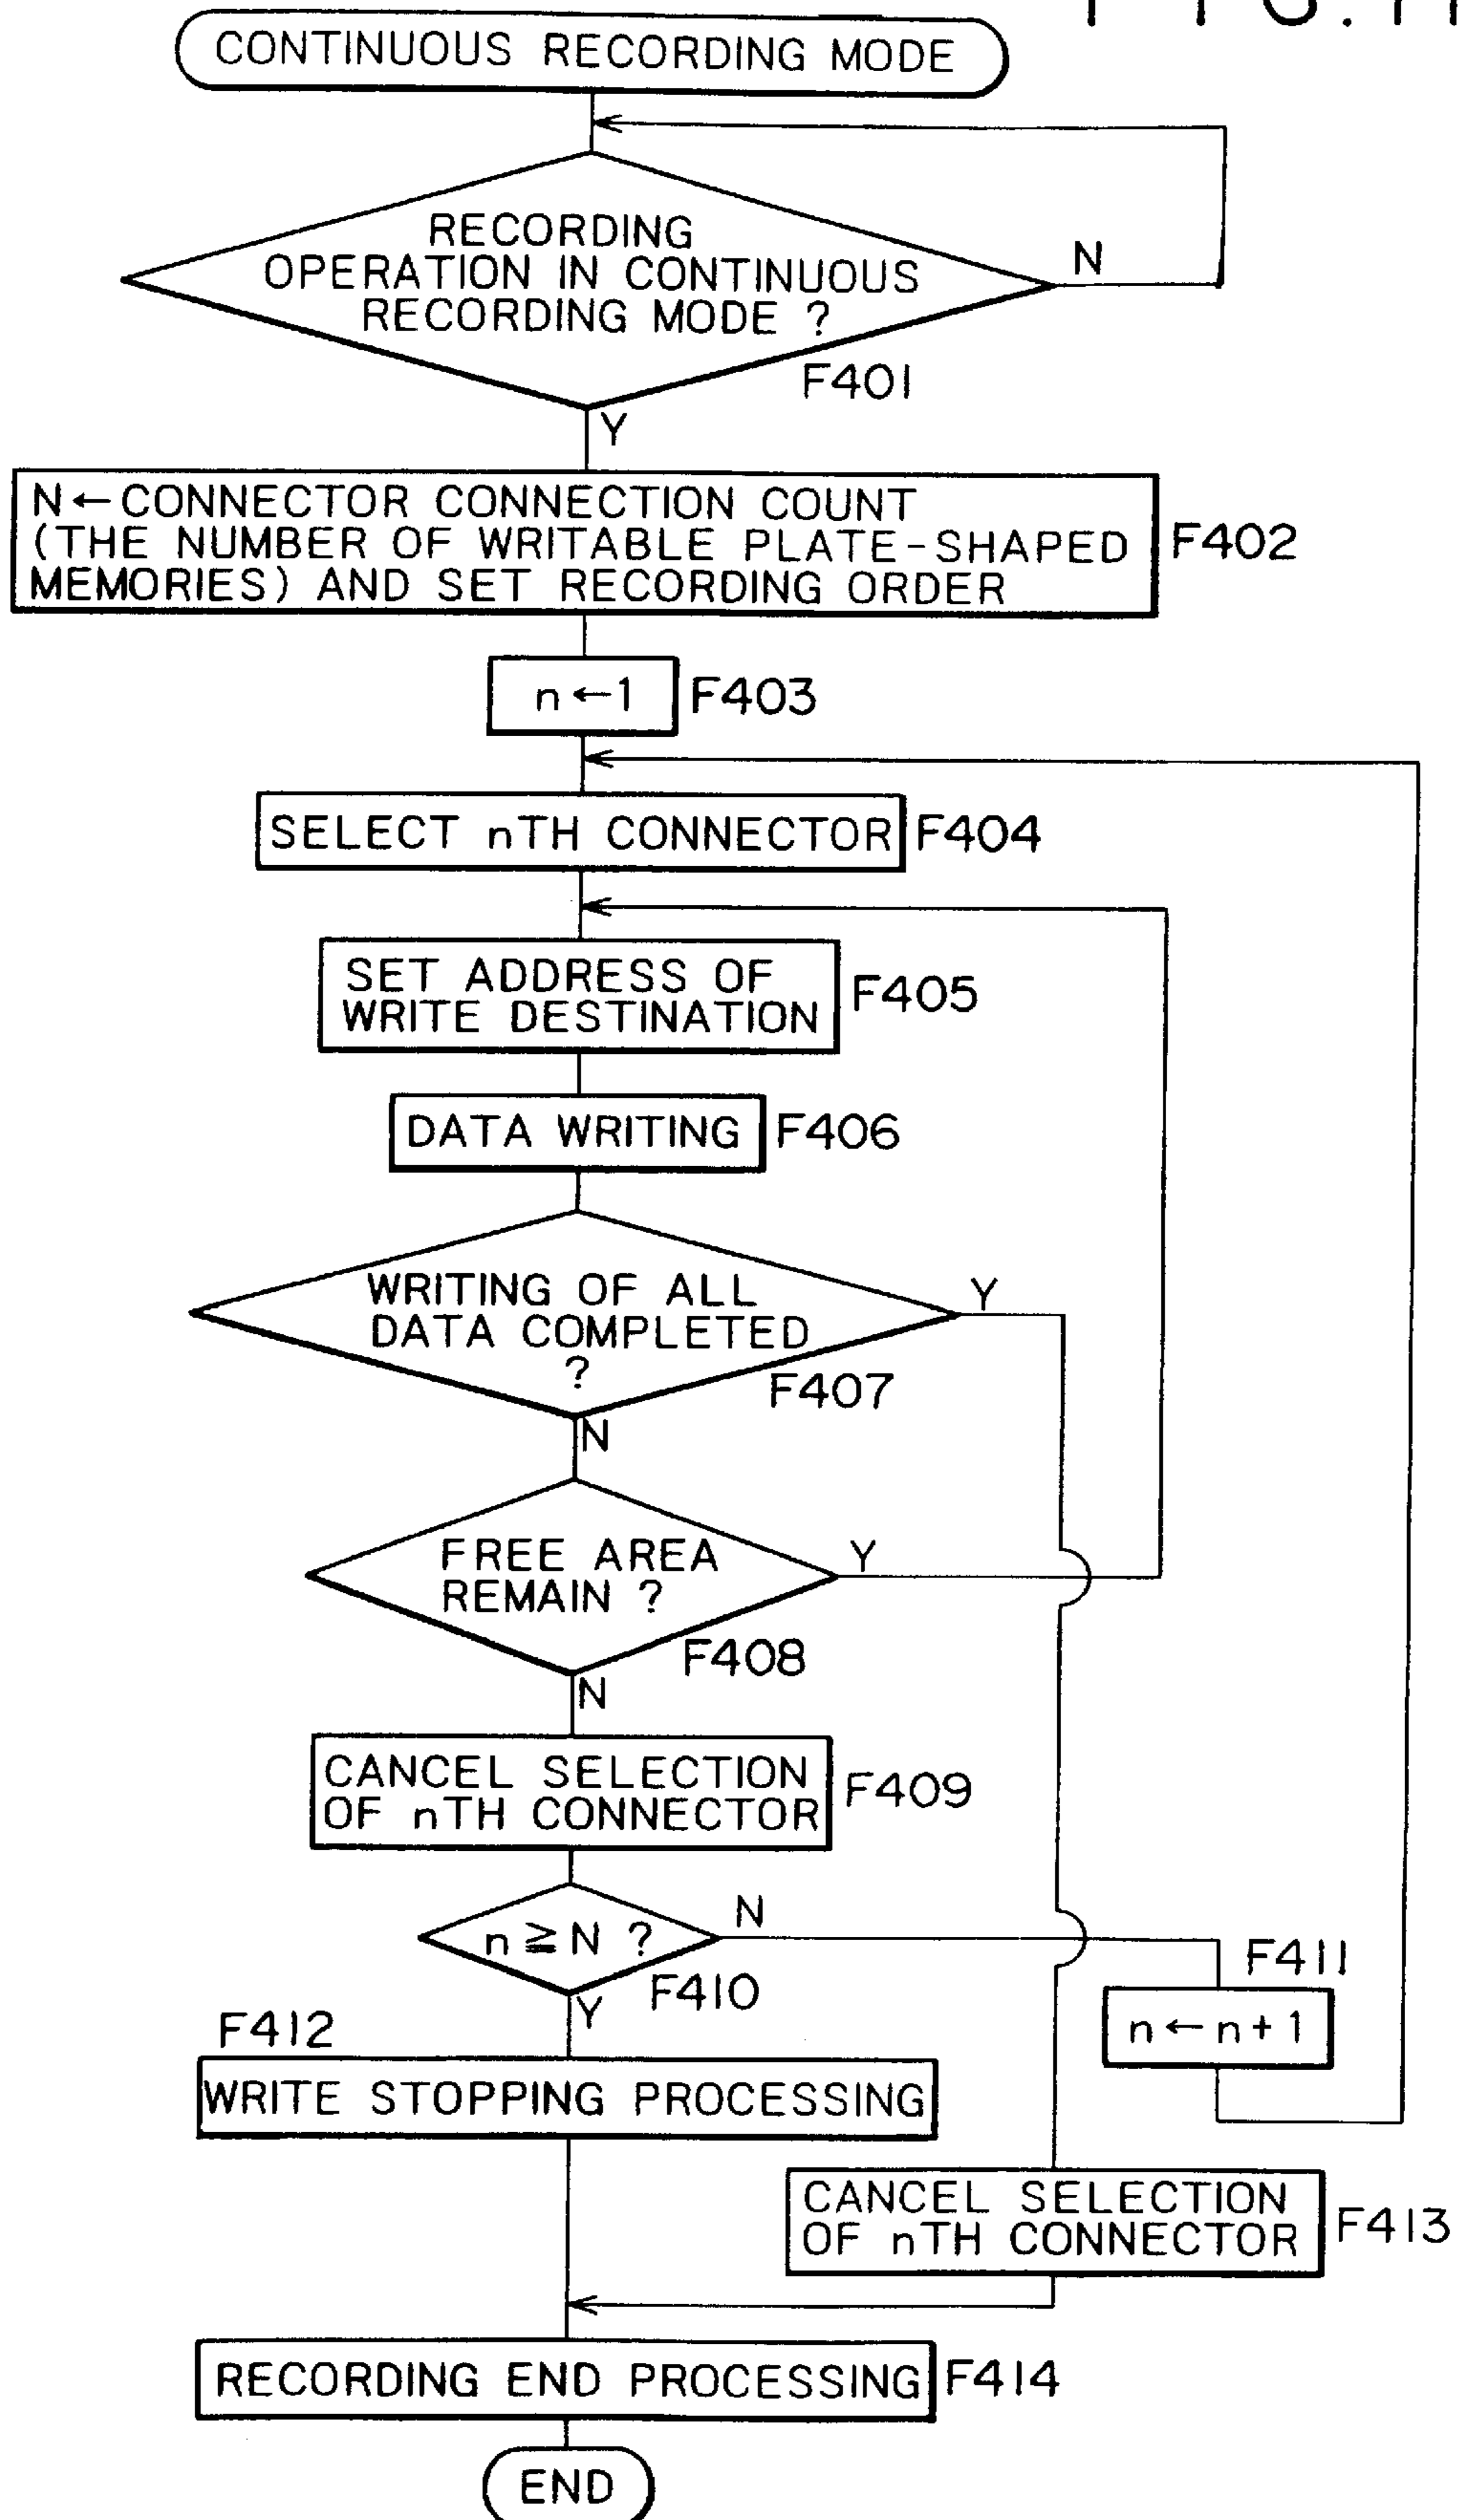 CONTINUOUS RECORDING MODE
RECORDING
OPERATION IN CONTINUOUS
RECORDING MODE ?
N
F401
Y
N←CONNECTOR CONNECTION COUNT
(THE NUMBER OF WRITABLE PLATE-SHAPED
MEMORIES) AND SET RECORDING ORDER
F402
n←1
F403
SELECT nTH CONNECTOR
F404
SET ADDRESS OF
WRITE DESTINATION
F405
DATA WRITING
F406
WRITING OF ALL
DATA COMPLETED
?
Y
F407
N
FREE AREA
REMAIN ?
Y
F408
N
CANCEL SELECTION
OF nTH CONNECTOR
F409
n≧N ?
N
F410
Y
F411
n←n+1
F412
WRITE STOPPING PROCESSING
CANCEL SELECTION
OF nTH CONNECTOR
F413
RECORDING END PROCESSING
F414
END